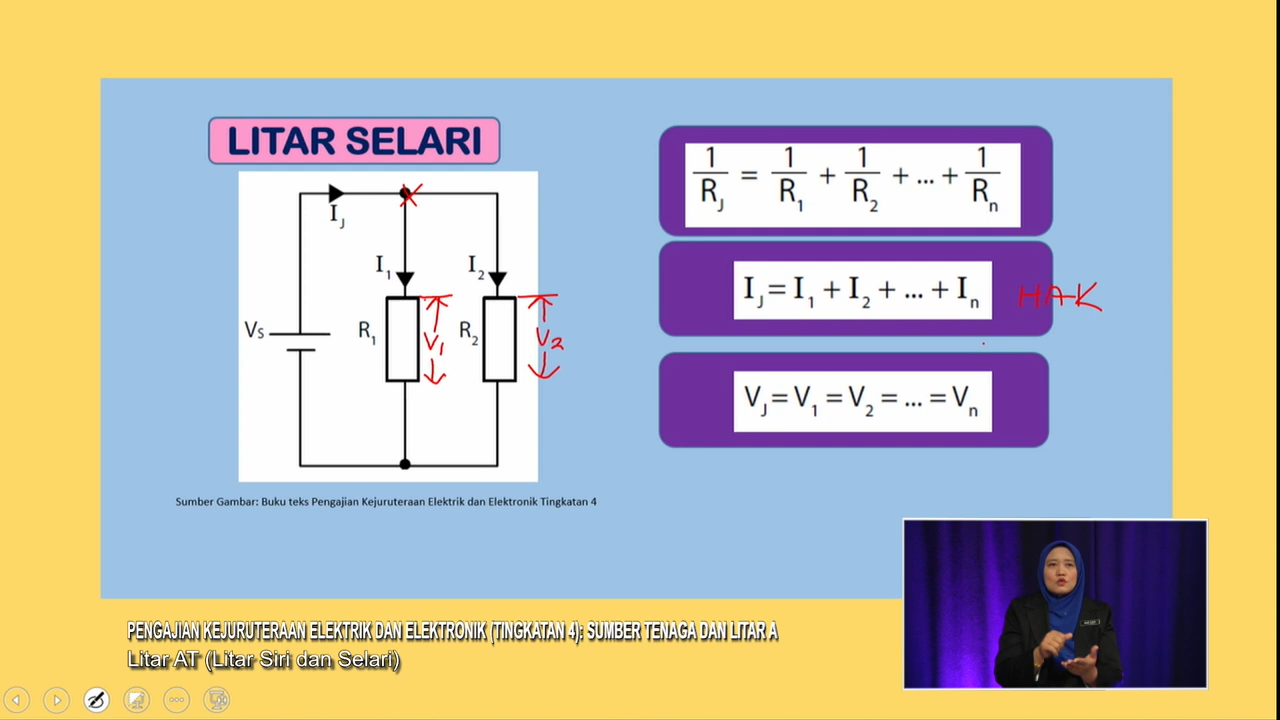 LITAR SELARI
I_J
I_1
I_2
V_S
R_1
V_1
R_2
V_2
1/R_J = 1/R_1 + 1/R_2 + ... + 1/R_n
I_J = I_1 + I_2 + ... + I_n
HAK
V_J = V_1 = V_2 = ... = V_n
Sumber Gambar: Buku teks Pengajian Kejuruteraan Elektrik dan Elektronik Tingkatan 4
PENGAJIAN KEJURUTERAAN ELEKTRIK DAN ELEKTRONIK (TINGKATAN 4): SUMBER TENAGA DAN LITAR A
Litar AT (Litar Siri dan Selari)